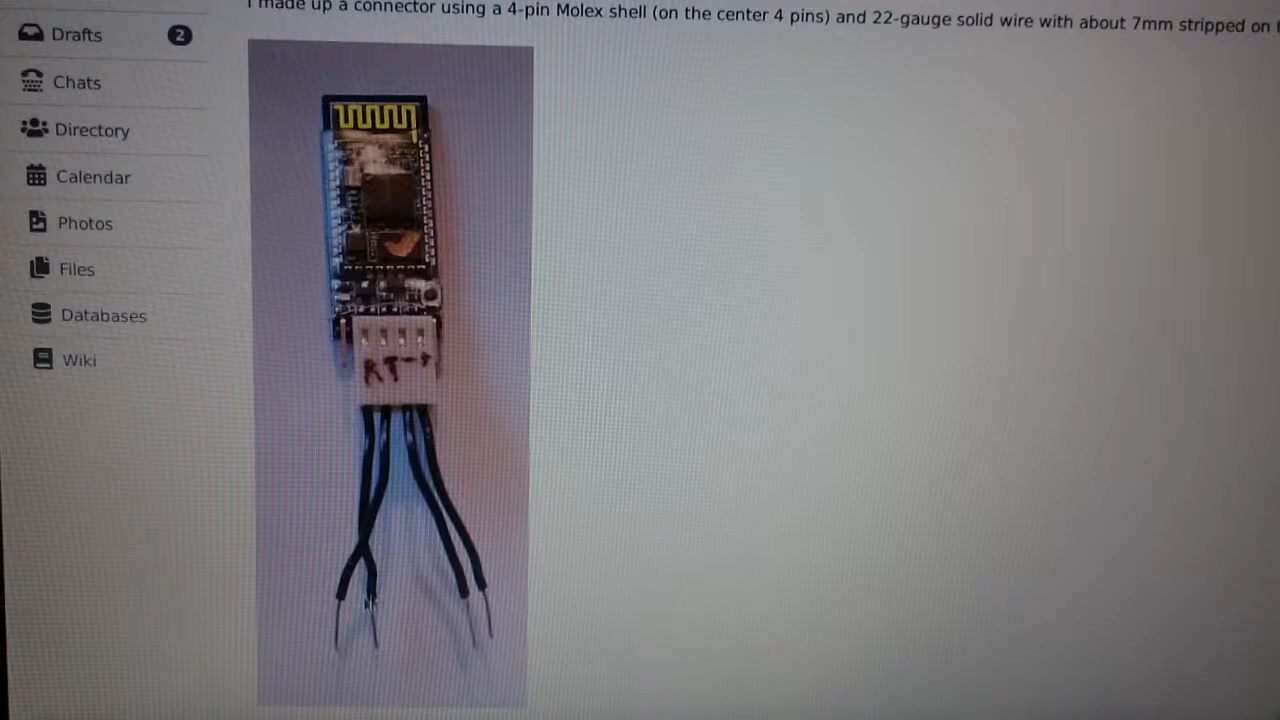 I made up a connector using a 4-pin Molex shell (on the center 4 pins) and 22-gauge solid wire with about 7mm stripped on
Drafts 2
Chats
Directory
Calendar
Photos
Files
Databases
Wiki
RT-+